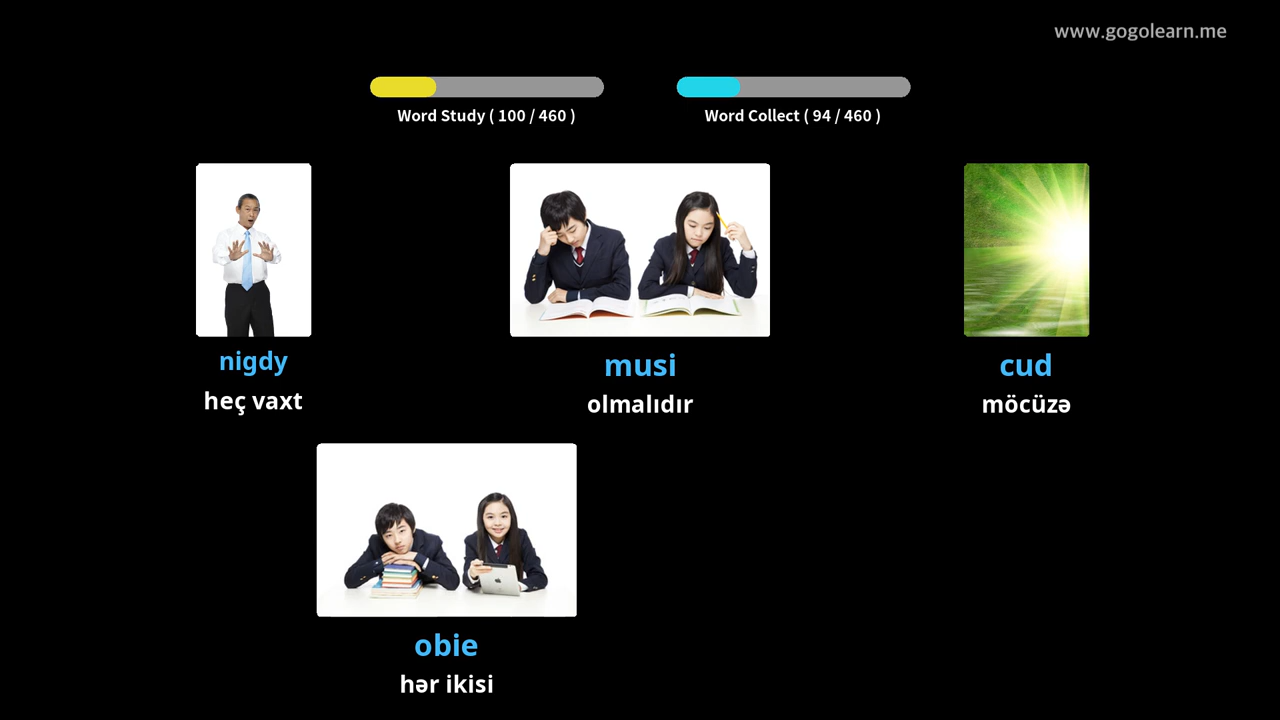 www.gogolearn.me
Word Study ( 100 / 460 )
Word Collect ( 94 / 460 )
nigdy
heç vaxt
musi
olmalıdır
cud
möcüzə
obie
hər ikisi